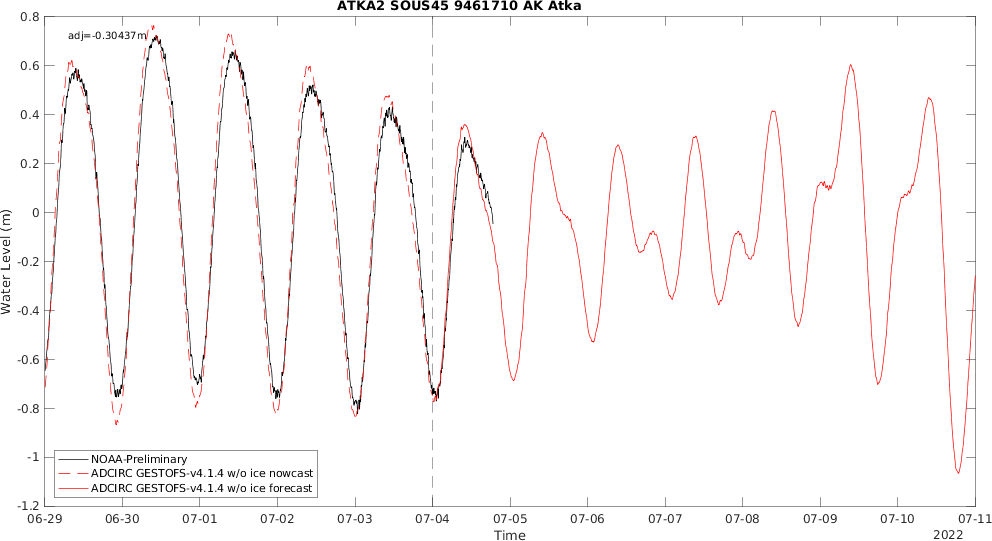 ATKA2 SOUS45 9461710 AK Atka
adj=-0.30437m
0.8
0.6
0.4
0.2
0
-0.2
-0.4
-0.6
-0.8
-1
-1.2
Water Level (m)
NOAA-Preliminary
ADCIRC GESTOFS-v4.1.4 w/o ice nowcast
ADCIRC GESTOFS-v4.1.4 w/o ice forecast
06-29 06-30 07-01 07-02 07-03 07-04 07-05 07-06 07-07 07-08 07-09 07-10 07-11
Time
2022